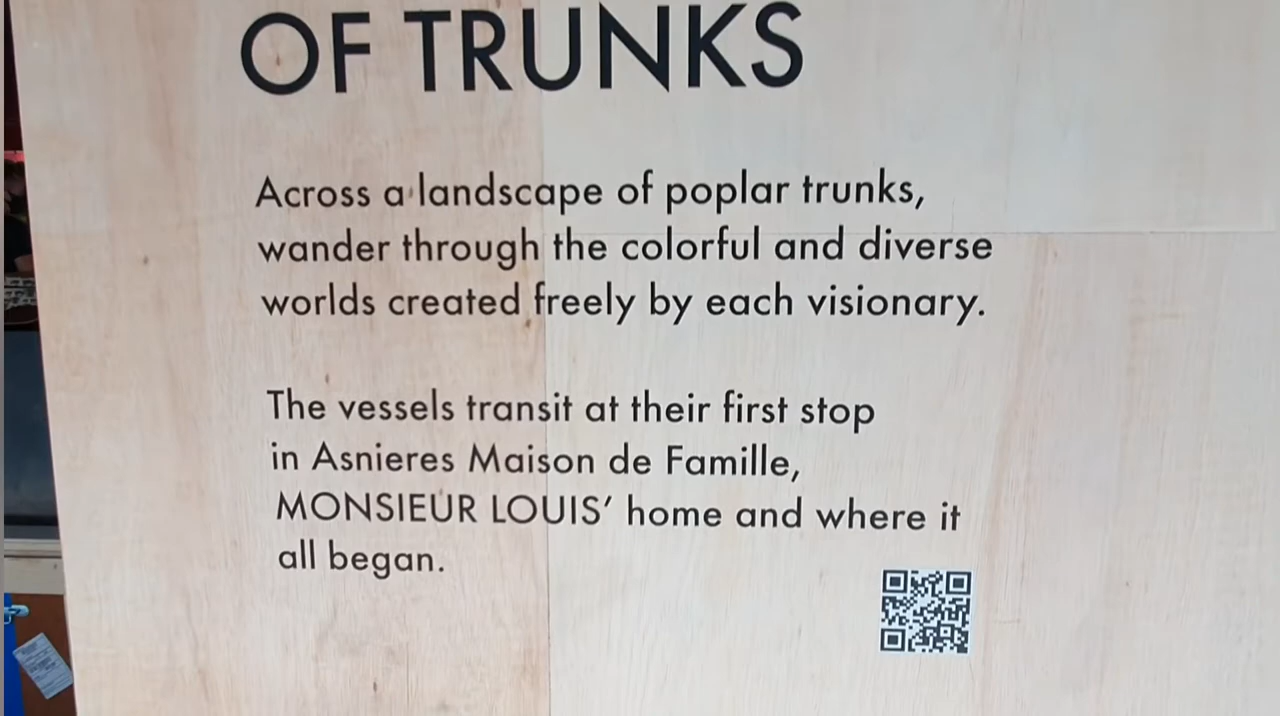 OF TRUNKS
Across a landscape of poplar trunks,
wander through the colorful and diverse
worlds created freely by each visionary.
The vessels transit at their first stop
in Asnieres Maison de Famille,
MONSIEUR LOUIS’ home and where it
all began.